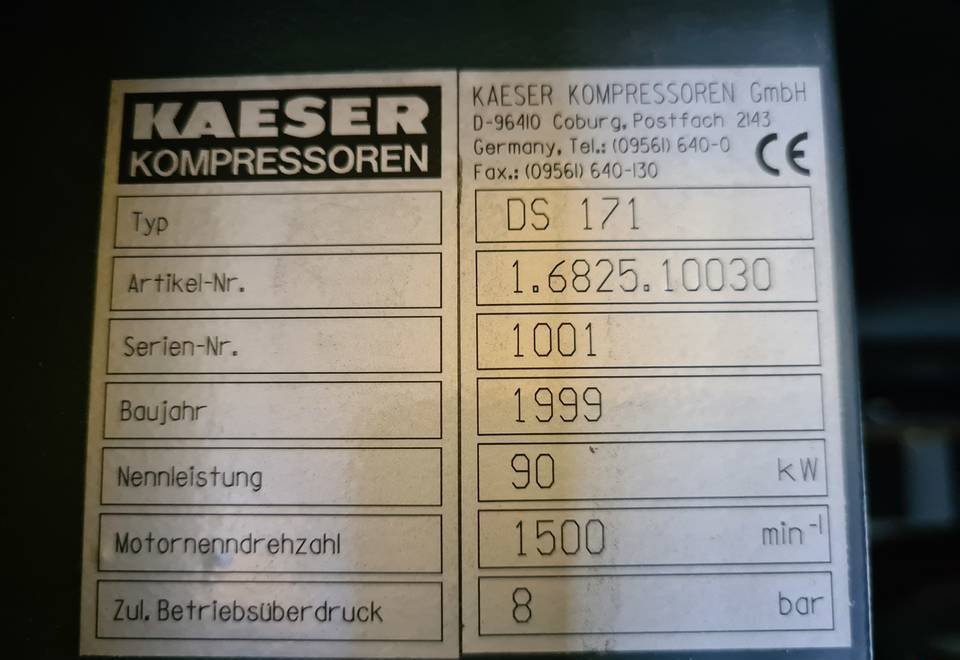 KAESER
KOMPRESSOREN
KAESER KOMPRESSOREN GmbH
D-96410 Coburg, Postfach 2143
Germany, Tel.: (09561) 640-0
Fax.: (09561) 640-130
CE
Typ DS 171
Artikel-Nr. 1.6825.10030
Serien-Nr. 1001
Baujahr 1999
Nennleistung 90 kW
Motornenndrehzahl 1500 min⁻¹
Zul. Betriebsüberdruck 8 bar